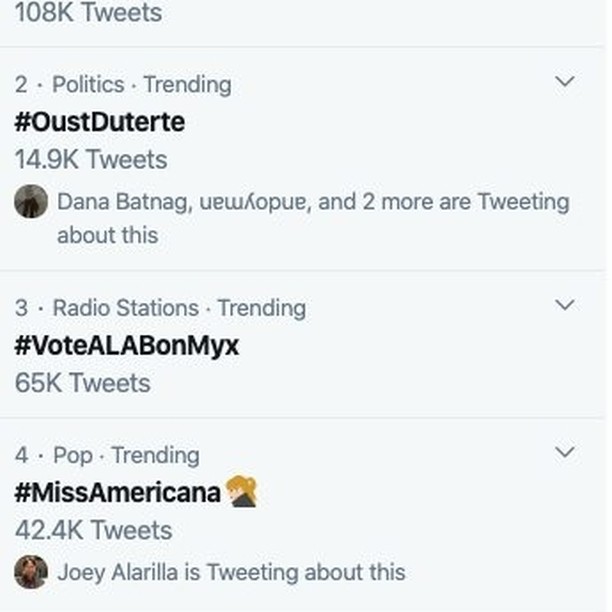 108K Tweets
2 · Politics · Trending
#OustDuterte
14.9K Tweets
Dana Batnag, uɐɯʎopuɐ, and 2 more are Tweeting
about this
3 · Radio Stations · Trending
#VoteALABonMyx
65K Tweets
4 · Pop · Trending
#MissAmericana
42.4K Tweets
Joey Alarilla is Tweeting about this